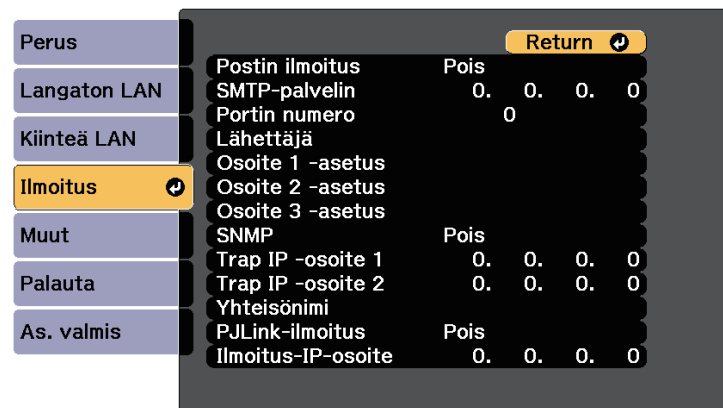 Perus
Langaton LAN
Kiinteä LAN
Ilmoitus
Muut
Palauta
As. valmis
Return
Postin ilmoitus Pois
SMTP-palvelin 0. 0. 0. 0
Portin numero 0
Lähettäjä
Osoite 1 -asetus
Osoite 2 -asetus
Osoite 3 -asetus
SNMP Pois
Trap IP -osoite 1 0. 0. 0. 0
Trap IP -osoite 2 0. 0. 0. 0
Yhteisönimi
PJLink-ilmoitus Pois
Ilmoitus-IP-osoite 0. 0. 0. 0